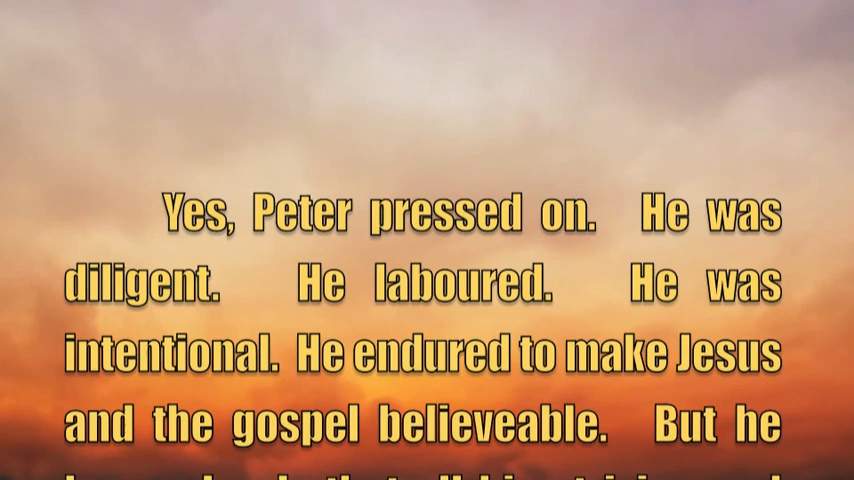 Yes, Peter pressed on. He was
diligent. He laboured. He was
intentional. He endured to make Jesus
and the gospel believeable. But he